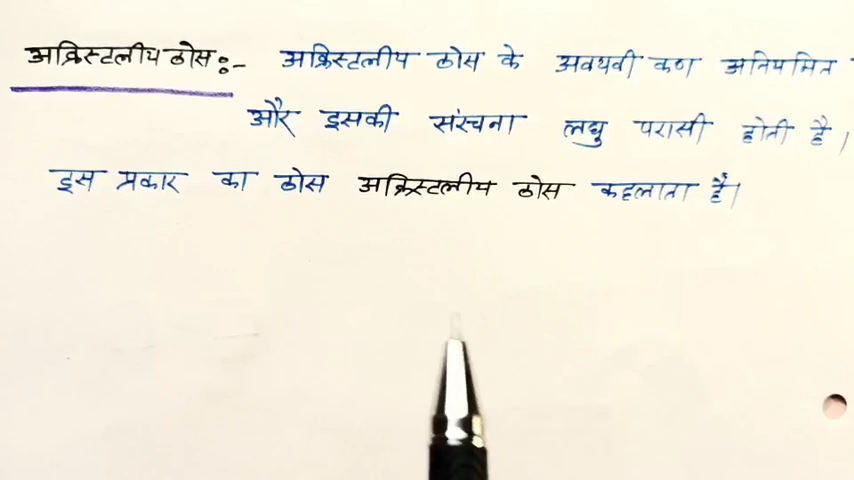 अक्रिस्टलीय ठोस:- अक्रिस्टलीय ठोस के अवयवी कण अनियमित
और इसकी संरचना लघु परासी होती है।
इस प्रकार का ठोस अक्रिस्टलीय ठोस कहलाता है।